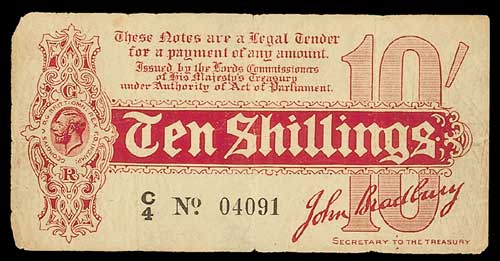 These Notes are a Legal Tender
for a payment of any amount.
Issued by the Lords Commissioners
of His Majesty's Treasury
under Authority of Act of Parliament.
10/
G
R
Ten Shillings
C/4 No. 04091
10
John Bradbury
SECRETARY TO THE TREASURY